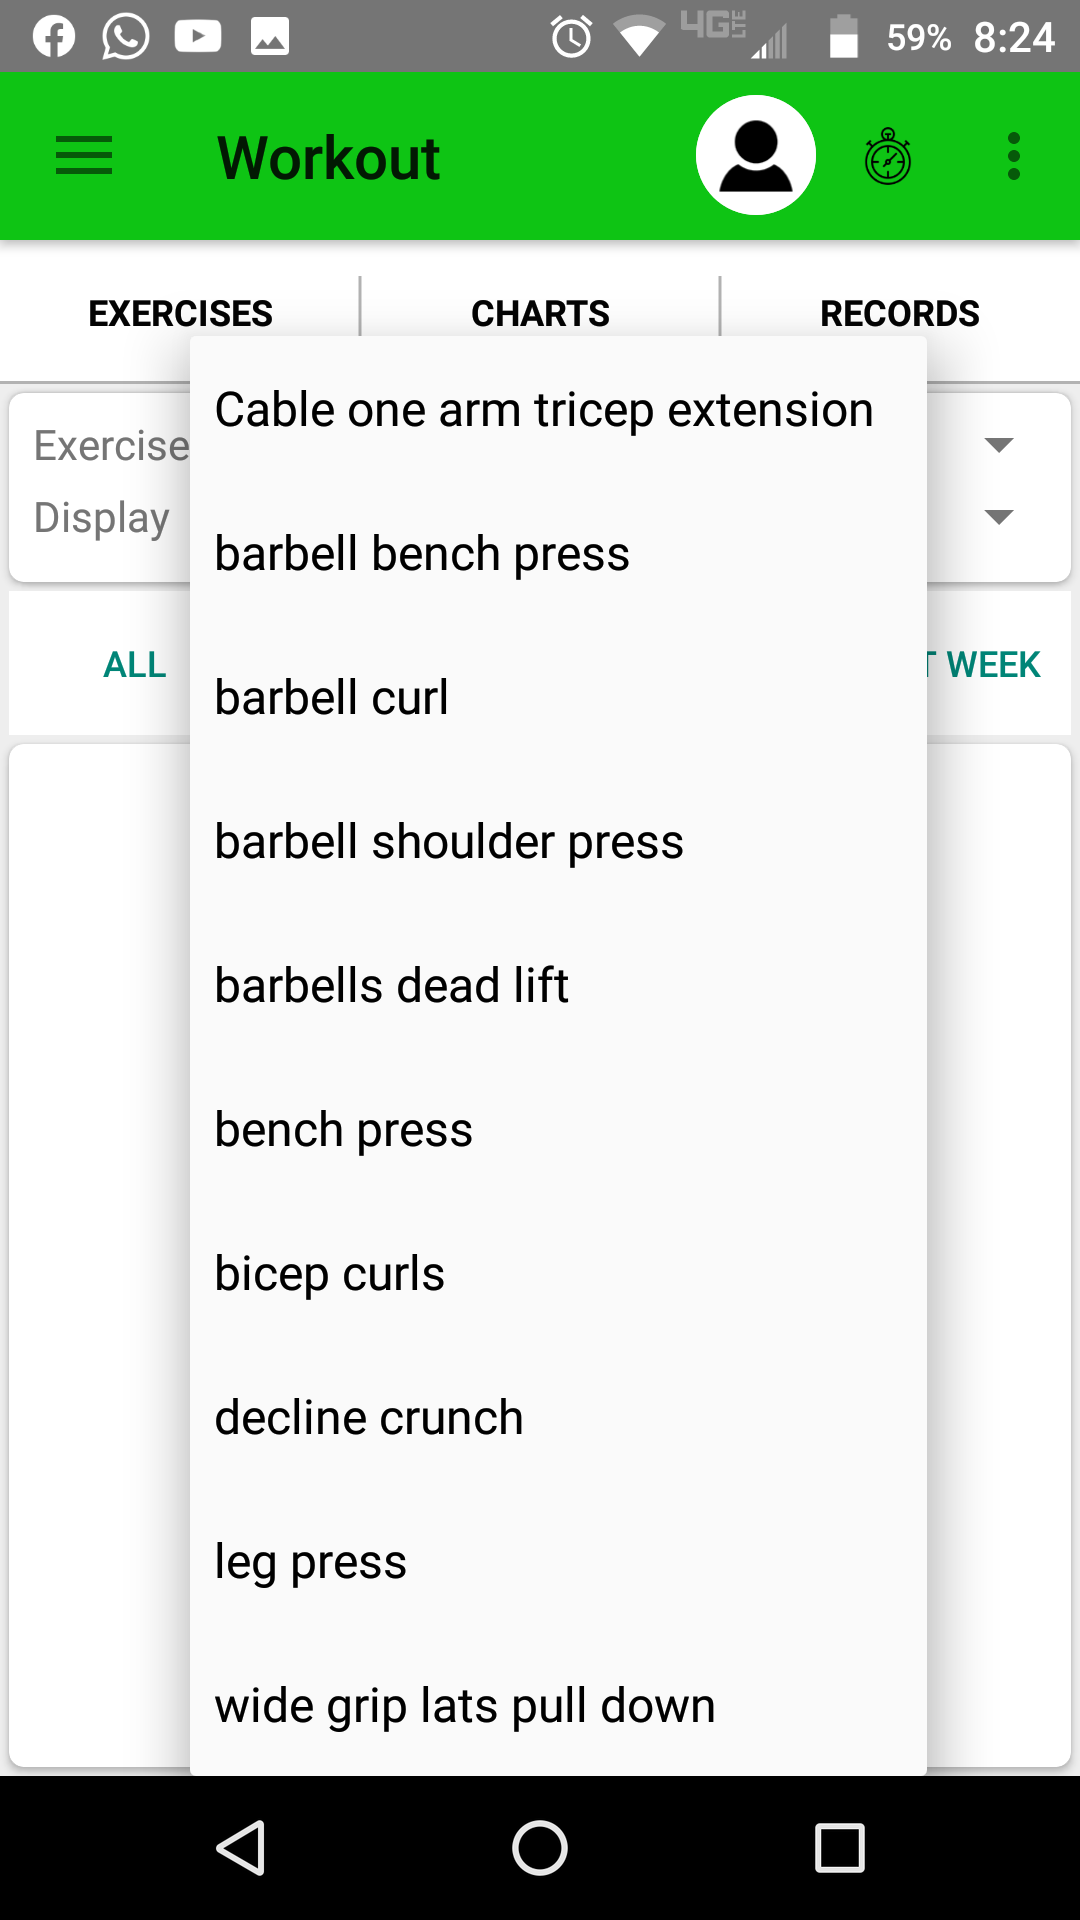 4G LTE 59% 8:24
Workout
EXERCISES CHARTS RECORDS
Exercise
Display
ALL WEEK
Cable one arm tricep extension
barbell bench press
barbell curl
barbell shoulder press
barbells dead lift
bench press
bicep curls
decline crunch
leg press
wide grip lats pull down